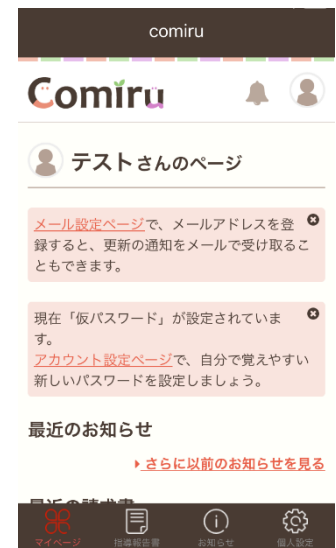 comiru
Comiru
テストさんのページ
メール設定ページで、メールアドレスを登
録すると、更新の通知をメールで受け取るこ
ともできます。
現在「仮パスワード」が設定されていま
す。
アカウント設定ページで、自分で覚えやすい
新しいパスワードを設定しましょう。
最近のお知らせ
さらに以前のお知らせを見る
最近の請求書
マイページ 指導報告書 お知らせ 個人設定